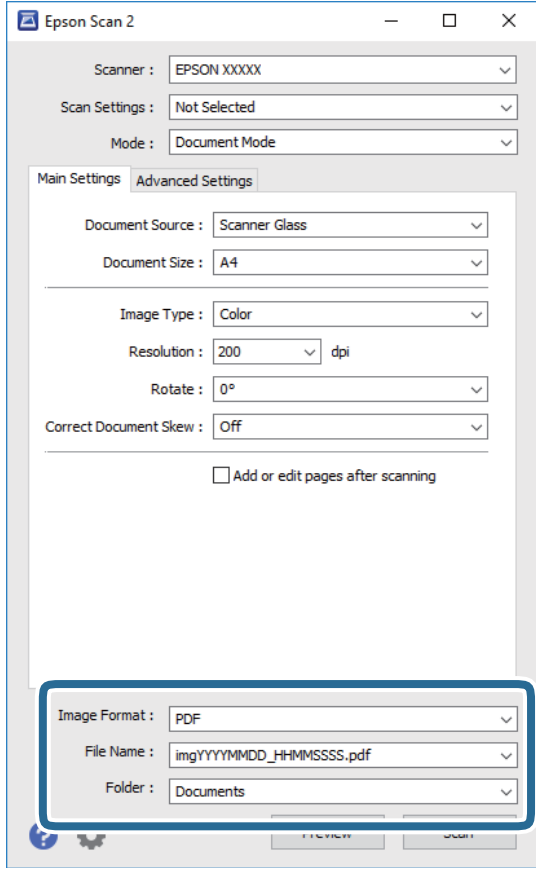 Epson Scan 2
Scanner : EPSON XXXXX
Scan Settings : Not Selected
Mode : Document Mode
Main Settings Advanced Settings
Document Source : Scanner Glass
Document Size : A4
Image Type : Color
Resolution : 200 dpi
Rotate : 0°
Correct Document Skew : Off
Add or edit pages after scanning
Image Format : PDF
File Name : imgYYYYMMDD_HHMMSSSS.pdf
Folder : Documents
? Preview Scan